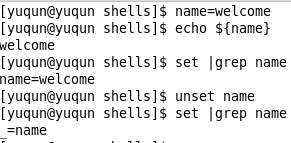 [yuqun@yuqun shells]$ name=welcome
[yuqun@yuqun shells]$ echo ${name}
welcome
[yuqun@yuqun shells]$ set |grep name
name=welcome
[yuqun@yuqun shells]$ unset name
[yuqun@yuqun shells]$ set |grep name
_=name